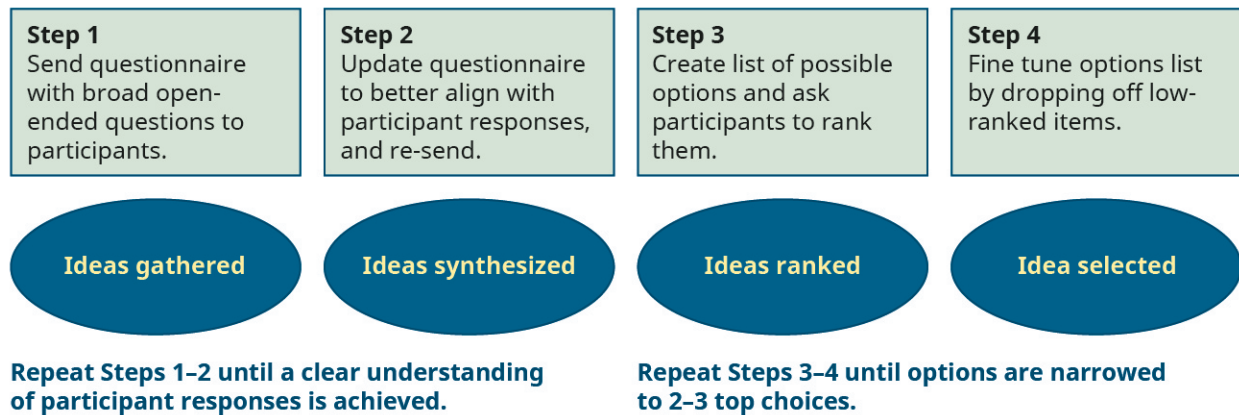 Step 1
Send questionnaire
with broad open-
ended questions to
participants.
Step 2
Update questionnaire
to better align with
participant responses,
and re-send.
Step 3
Create list of possible
options and ask
participants to rank
them.
Step 4
Fine tune options list
by dropping off low-
ranked items.
Ideas gathered
Ideas synthesized
Ideas ranked
Idea selected
Repeat Steps 1–2 until a clear understanding
of participant responses is achieved.
Repeat Steps 3–4 until options are narrowed
to 2–3 top choices.